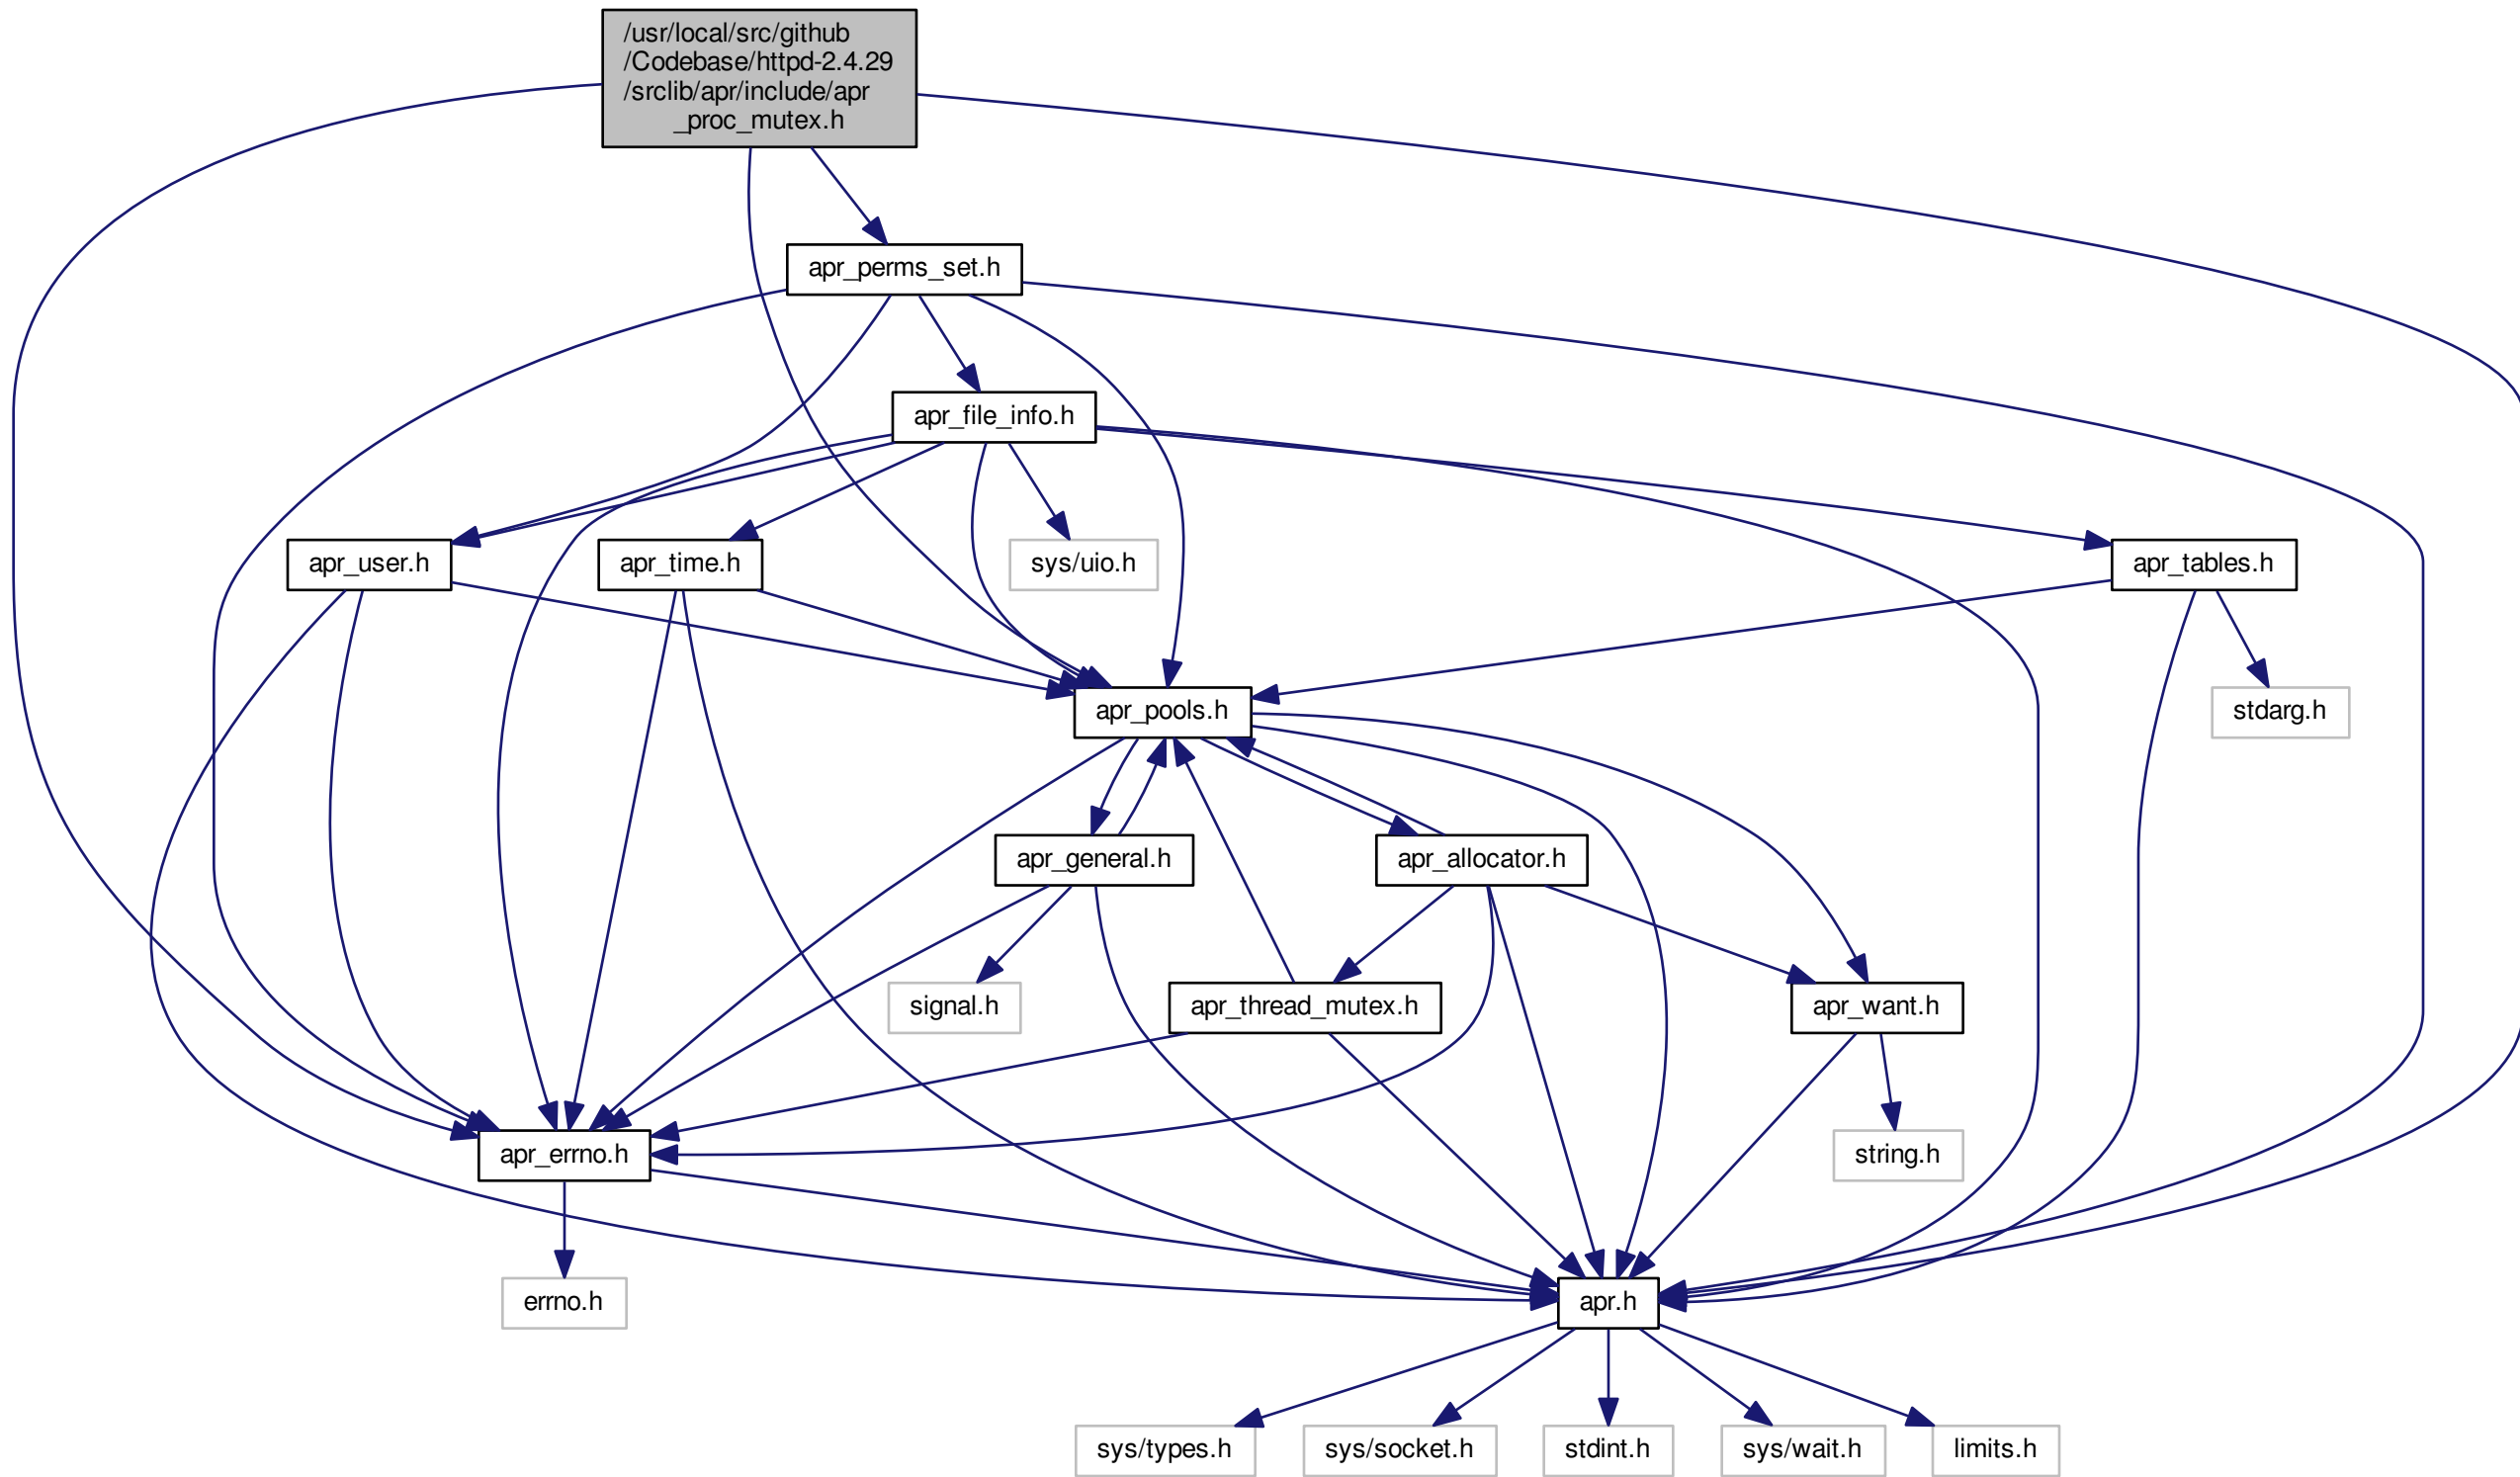 /usr/local/src/github
/Codebase/httpd-2.4.29
/srclib/apr/include/apr
_proc_mutex.h
apr_perms_set.h
apr_file_info.h
apr_user.h
apr_time.h
sys/uio.h
apr_tables.h
apr_pools.h
stdarg.h
apr_general.h
apr_allocator.h
signal.h
apr_thread_mutex.h
apr_want.h
apr_errno.h
string.h
errno.h
apr.h
sys/types.h
sys/socket.h
stdint.h
sys/wait.h
limits.h